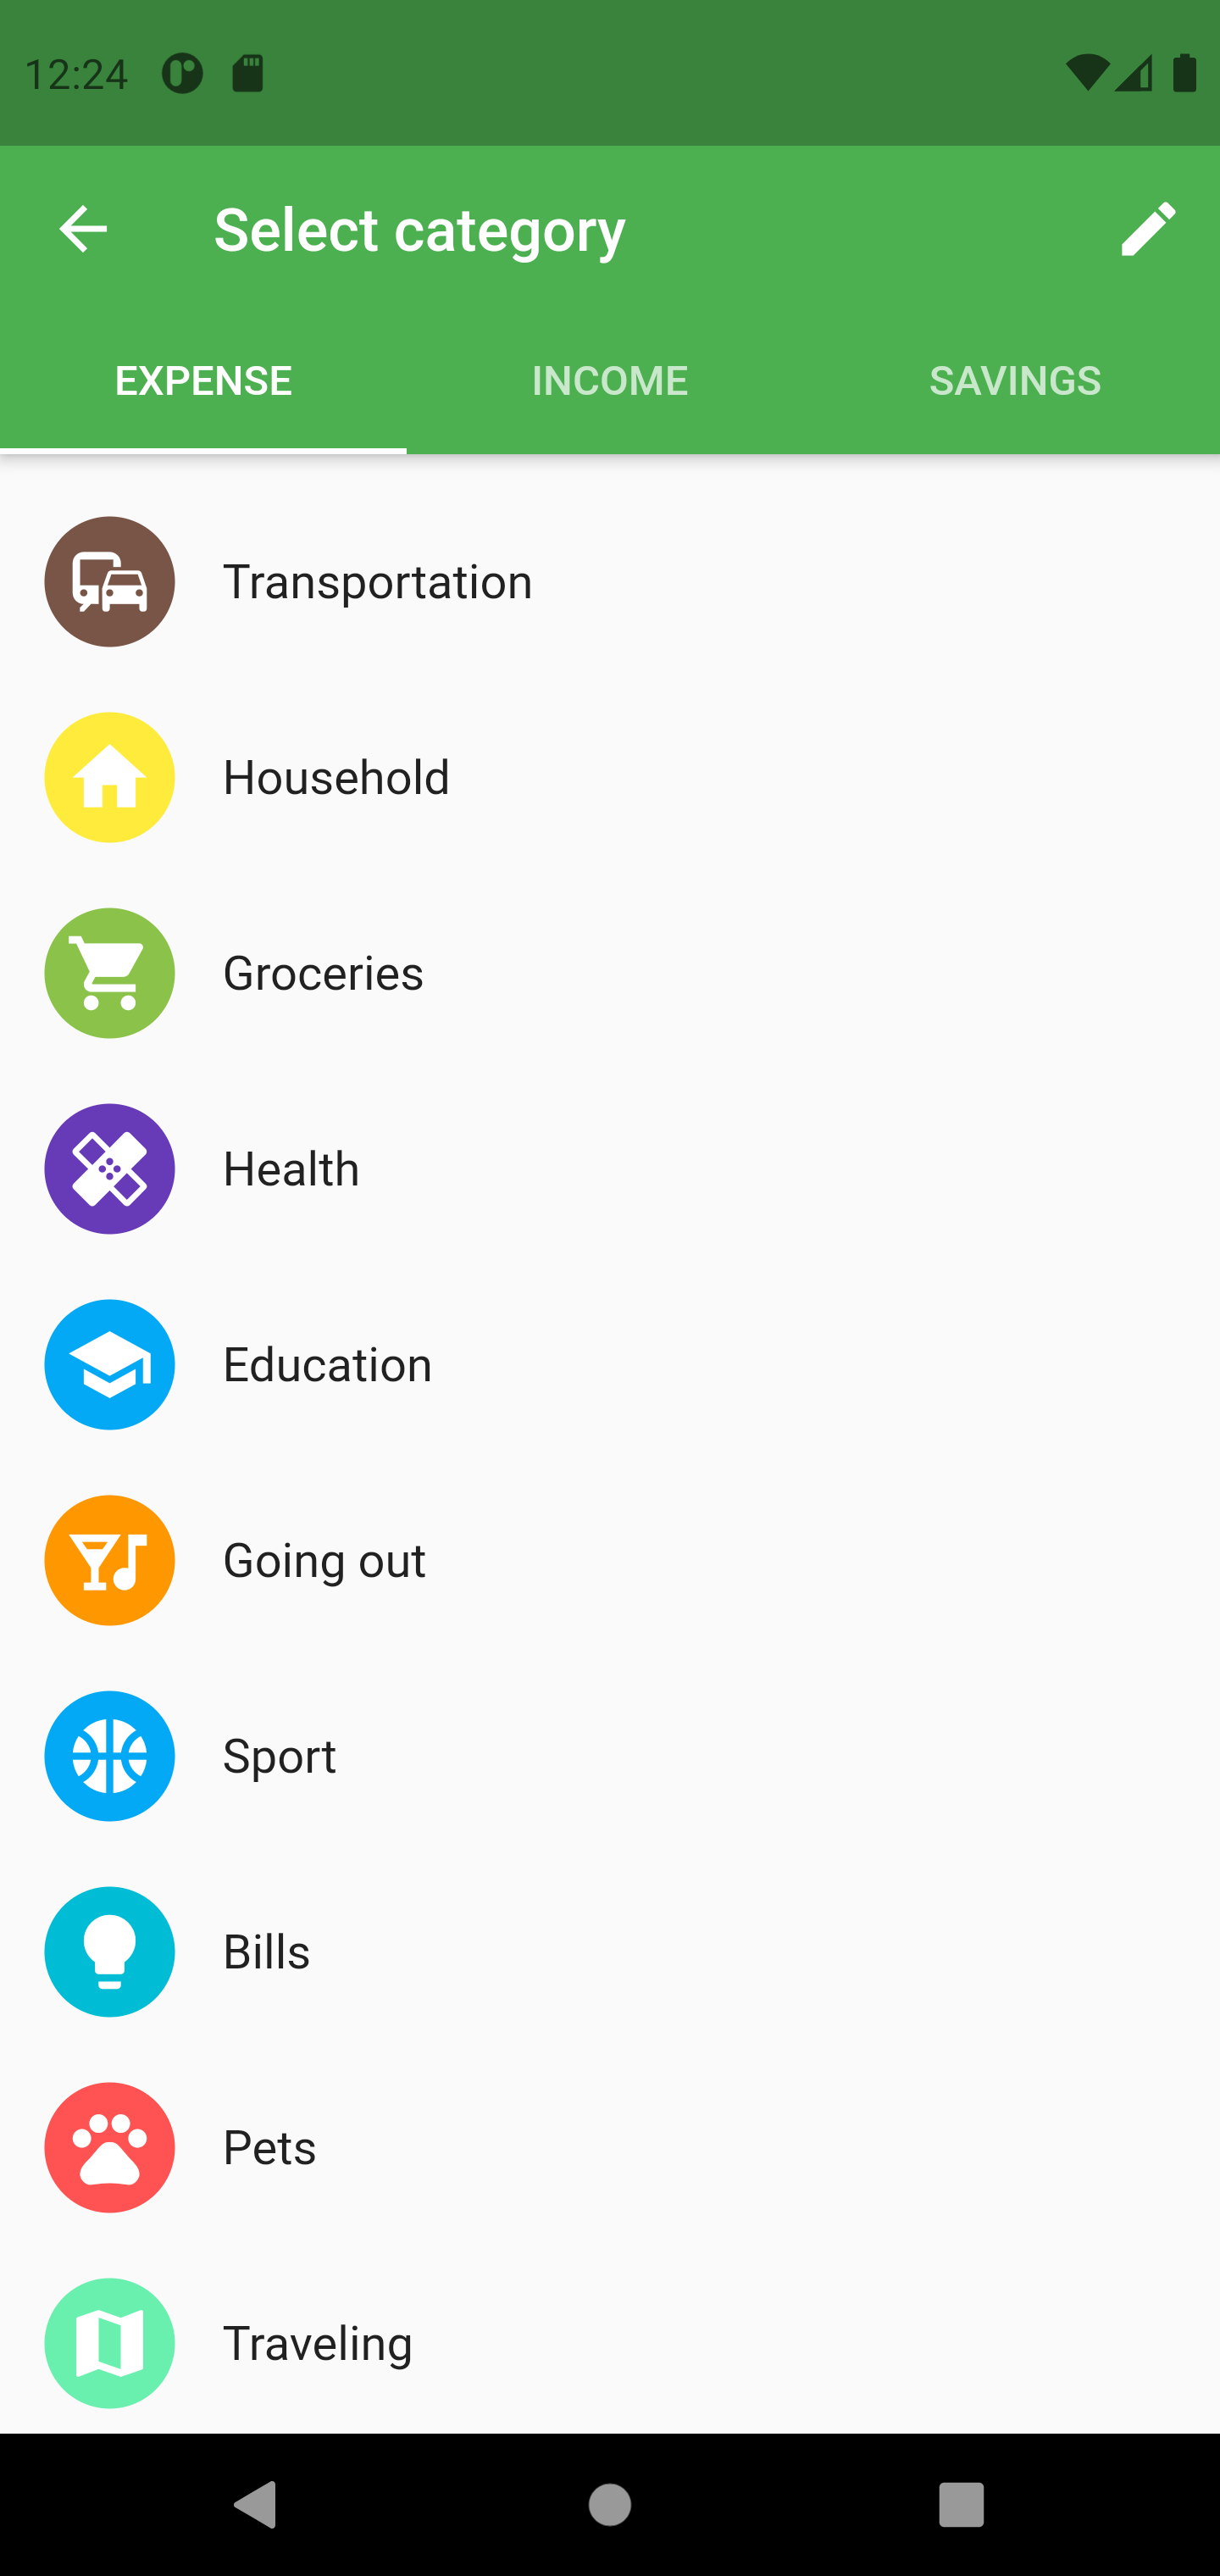 12:24
Select category
EXPENSE INCOME SAVINGS
Transportation
Household
Groceries
Health
Education
Going out
Sport
Bills
Pets
Traveling